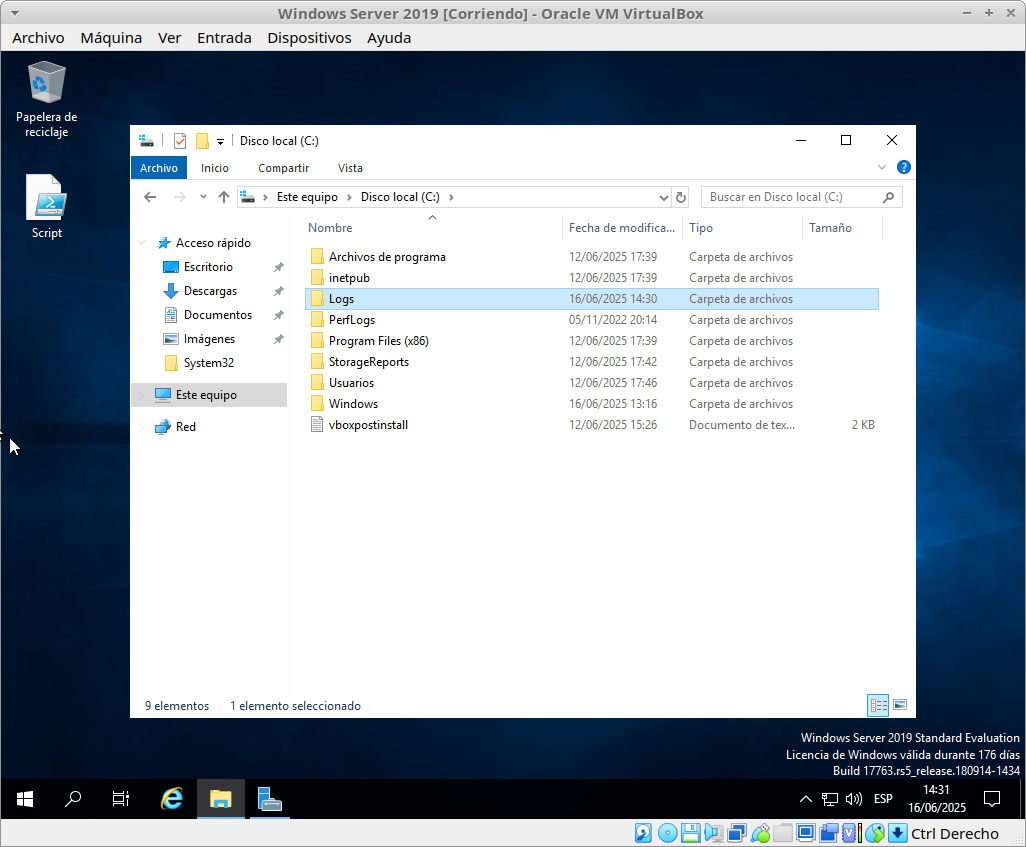 Windows Server 2019 [Corriendo] - Oracle VM VirtualBox
Archivo Máquina Ver Entrada Dispositivos Ayuda
Papelera de
reciclaje
Script
Disco local (C:)
Archivo Inicio Compartir Vista
Este equipo Disco local (C:)
Buscar en Disco local (C:)
Acceso rápido
Escritorio
Descargas
Documentos
Imágenes
System32
Este equipo
Red
Nombre Fecha de modifica... Tipo Tamaño
Archivos de programa 12/06/2025 17:39 Carpeta de archivos
inetpub 12/06/2025 17:39 Carpeta de archivos
Logs 16/06/2025 14:30 Carpeta de archivos
PerfLogs 05/11/2022 20:14 Carpeta de archivos
Program Files (x86) 12/06/2025 17:39 Carpeta de archivos
StorageReports 12/06/2025 17:42 Carpeta de archivos
Usuarios 12/06/2025 17:46 Carpeta de archivos
Windows 16/06/2025 13:16 Carpeta de archivos
vboxpostinstall 12/06/2025 15:26 Documento de tex... 2 KB
9 elementos 1 elemento seleccionado
Windows Server 2019 Standard Evaluation
Licencia de Windows válida durante 176 días
Build 17763.rs5_release.180914-1434
ESP
14:31
16/06/2025
Ctrl Derecho